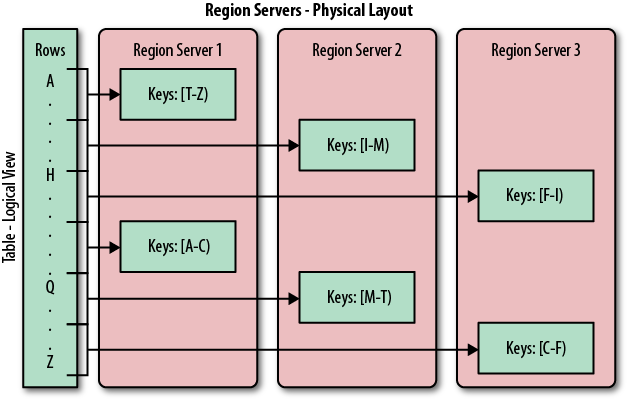 Region Servers - Physical Layout
Table - Logical View
Rows
A
.
.
.
H
.
.
.
.
Q
.
.
.
Z
Region Server 1
Keys: [T-Z)
Keys: [A-C)
Region Server 2
Keys: [I-M)
Keys: [M-T)
Region Server 3
Keys: [F-I)
Keys: [C-F)